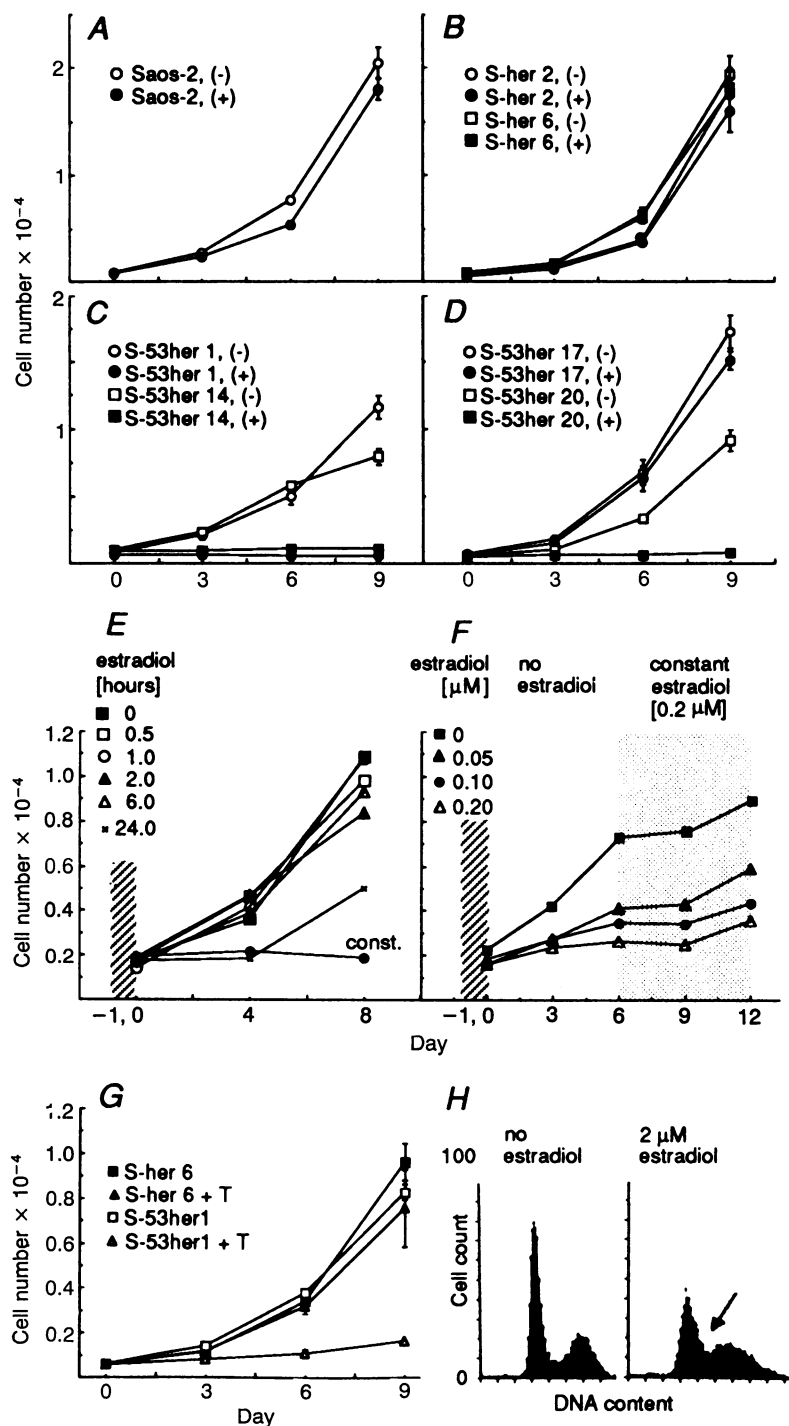 A
Saos-2, (-)
Saos-2, (+)
B
S-her 2, (-)
S-her 2, (+)
S-her 6, (-)
S-her 6, (+)
2
1
Cell number × 10⁻⁴
C
S-53her 1, (-)
S-53her 1, (+)
S-53her 14, (-)
S-53her 14, (+)
D
S-53her 17, (-)
S-53her 17, (+)
S-53her 20, (-)
S-53her 20, (+)
2
1
0 3 6 9
0 3 6 9
E
estradiol
[hours]
0
0.5
1.0
2.0
6.0
24.0
const.
1.2
1.0
0.8
0.6
0.4
0.2
Cell number × 10⁻⁴
−1, 0 4 8
F
estradiol
[μM]
no
estradiol
constant
estradiol
[0.2 μM]
0
0.05
0.10
0.20
−1, 0 3 6 9 12
Day
G
S-her 6
S-her 6 + T
S-53her1
S-53her1 + T
1.2
1.0
0.8
0.6
0.4
0.2
Cell number × 10⁻⁴
0 3 6 9
Day
H
no
estradiol
2 μM
estradiol
100
Cell count
0
DNA content